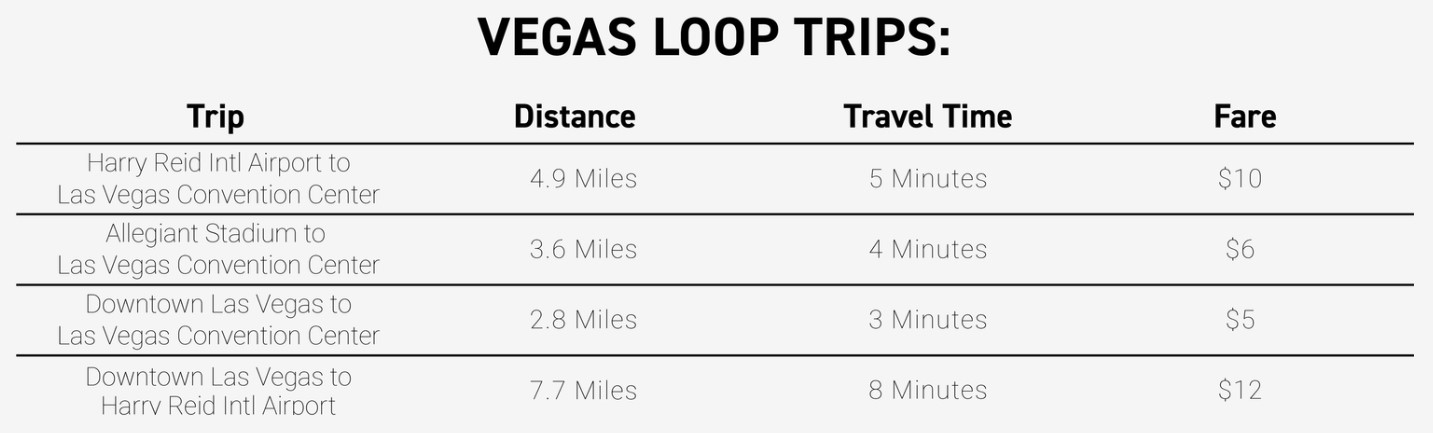 VEGAS LOOP TRIPS:
Trip Distance Travel Time Fare
Harry Reid Intl Airport to
Las Vegas Convention Center 4.9 Miles 5 Minutes $10
Allegiant Stadium to
Las Vegas Convention Center 3.6 Miles 4 Minutes $6
Downtown Las Vegas to
Las Vegas Convention Center 2.8 Miles 3 Minutes $5
Downtown Las Vegas to
Harry Reid Intl Airport 7.7 Miles 8 Minutes $12